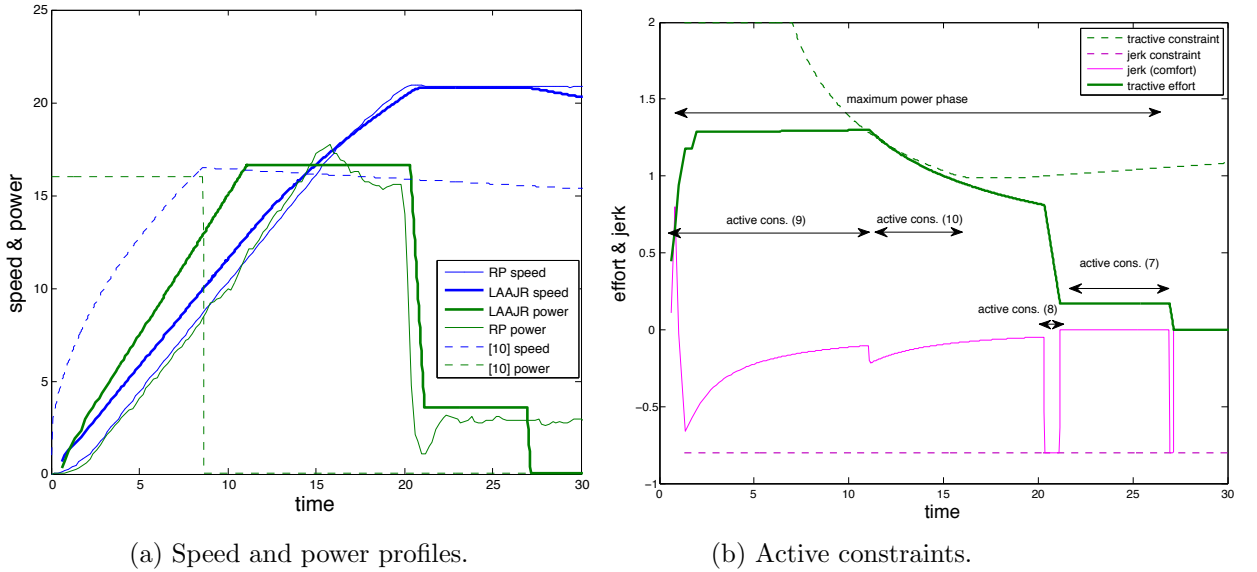 25
20
15
10
5
0
0
5
10
15
20
25
30
speed & power
time
RP speed
LAAJR speed
LAAJR power
RP power
[10] speed
[10] power
(a) Speed and power profiles.
2
1.5
1
0.5
0
−0.5
−1
0
5
10
15
20
25
30
effort & jerk
time
tractive constraint
jerk constraint
jerk (comfort)
tractive effort
maximum power phase
active cons. (9)
active cons. (10)
active cons. (7)
active cons. (8)
(b) Active constraints.